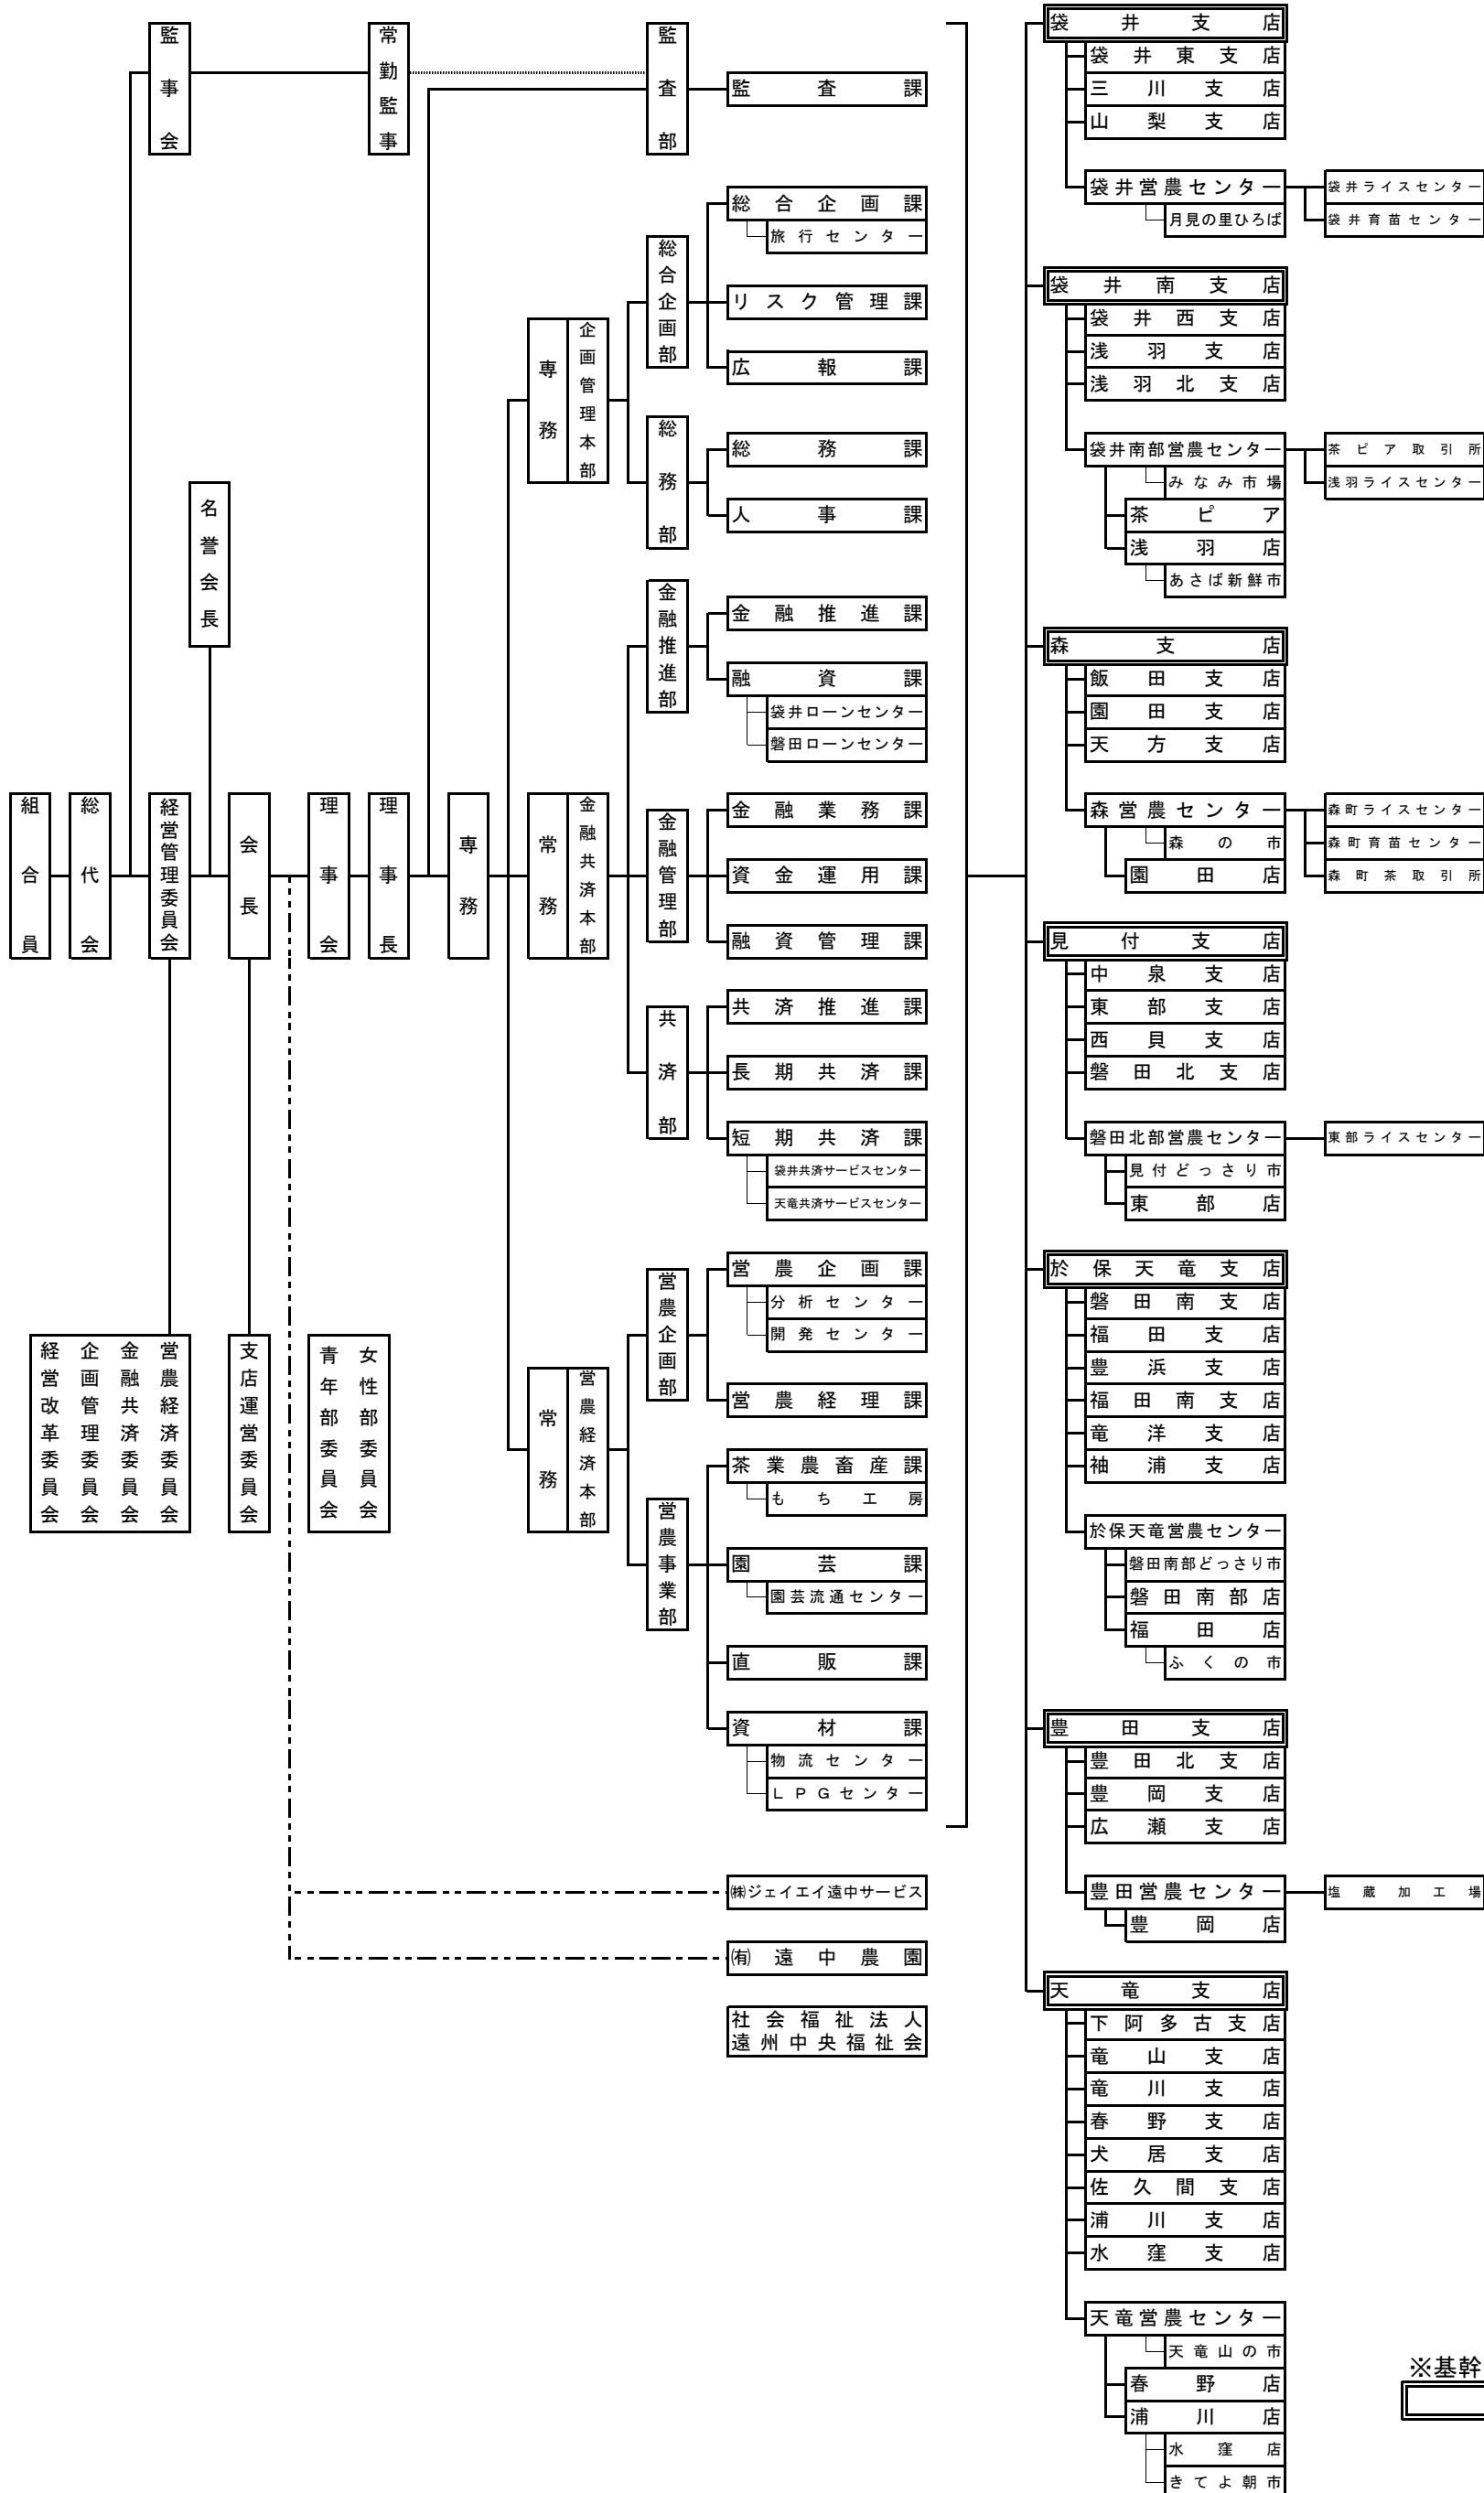 組合員
総代会
監事会
経営管理委員会
名誉会長
会長
理事会
常勤監事
理事長
専務
経営改革委員会
企画管理委員会
金融共済委員会
営農経済委員会
支店運営委員会
青年部委員会
女性部委員会
専務
企画管理本部
常務
金融共済本部
常務
営農経済本部
監査部
監査課
総合企画部
総合企画課
旅行センター
リスク管理課
広報課
総務部
総務課
人事課
金融推進部
金融推進課
融資課
袋井ローンセンター
磐田ローンセンター
金融管理部
金融業務課
資金運用課
融資管理課
共済部
共済推進課
長期共済課
短期共済課
袋井共済サービスセンター
天竜共済サービスセンター
営農企画部
営農企画課
分析センター
開発センター
営農経理課
営農事業部
茶業農畜産課
もち工房
園芸課
園芸流通センター
直販課
資材課
物流センター
LPGセンター
㈱ジェイエイ遠中サービス
㈲遠中農園
社会福祉法人
遠州中央福祉会
袋井支店
袋井東支店
三川支店
山梨支店
袋井営農センター
月見の里ひろば
袋井ライスセンター
袋井育苗センター
袋井南支店
袋井西支店
浅羽支店
浅羽北支店
袋井南部営農センター
みなみ市場
茶ピア
浅羽店
あさば新鮮市
茶ピア取引所
浅羽ライスセンター
森支店
飯田支店
園田支店
天方支店
森営農センター
森の市
園田店
森町ライスセンター
森町育苗センター
森町茶取引所
見付支店
中泉支店
東部支店
西貝支店
磐田北支店
磐田北部営農センター
見付どっさり市
東部店
東部ライスセンター
於保天竜支店
磐田南支店
福田支店
豊浜支店
福田南支店
竜洋支店
袖浦支店
於保天竜営農センター
磐田南部どっさり市
磐田南部店
福田店
ふくの市
豊田支店
豊田北支店
豊岡支店
広瀬支店
豊田営農センター
豊岡店
塩蔵加工場
天竜支店
下阿多古支店
竜山支店
竜川支店
春野支店
犬居支店
佐久間支店
浦川支店
水窪支店
天竜営農センター
天竜山の市
春野店
浦川店
水窪店
きてよ朝市
※基幹